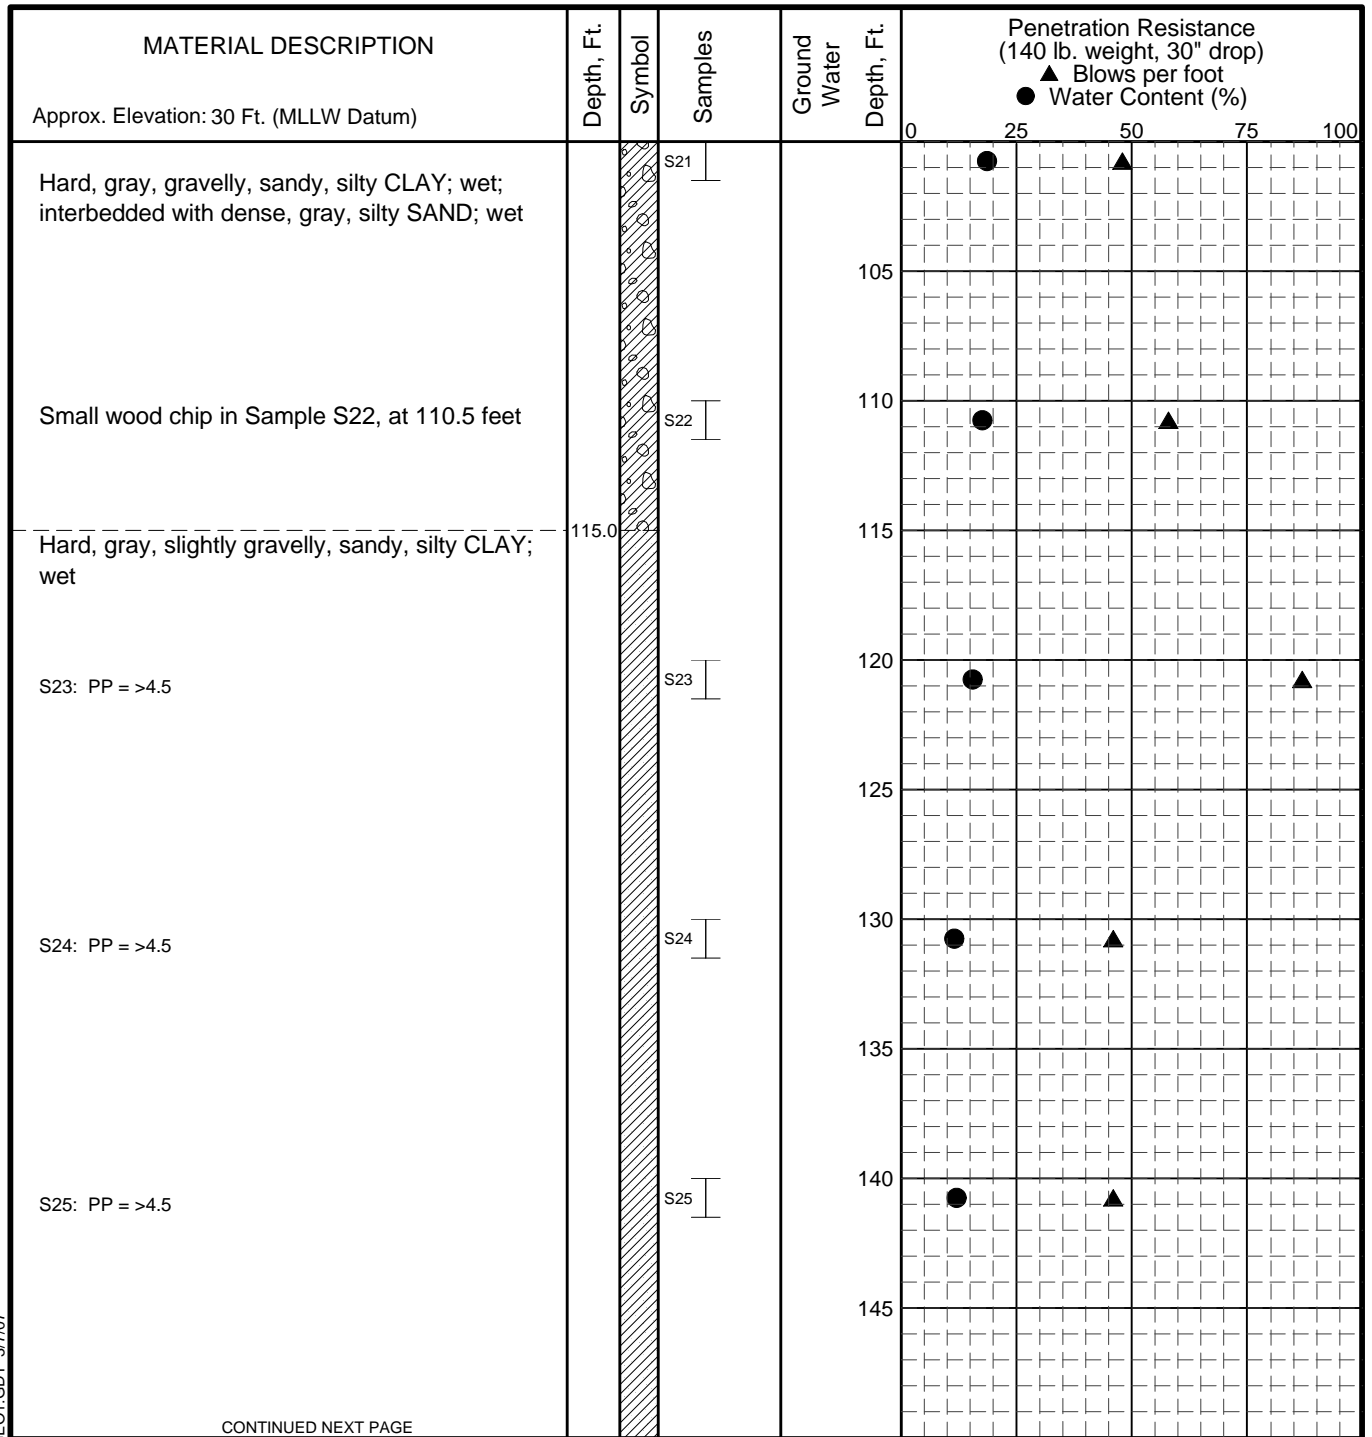 MATERIAL DESCRIPTION
Approx. Elevation: 30 Ft. (MLLW Datum)
Depth, Ft.
Symbol
Samples
Ground
Water
Depth, Ft.
Penetration Resistance
(140 lb. weight, 30" drop)
▲ Blows per foot
● Water Content (%)
0 25 50 75 100
S21
Hard, gray, gravelly, sandy, silty CLAY; wet;
interbedded with dense, gray, silty SAND; wet
105
110
Small wood chip in Sample S22, at 110.5 feet
S22
115.0
115
Hard, gray, slightly gravelly, sandy, silty CLAY;
wet
120
S23: PP = >4.5
S23
125
130
S24: PP = >4.5
S24
135
140
S25: PP = >4.5
S25
145
CONTINUED NEXT PAGE